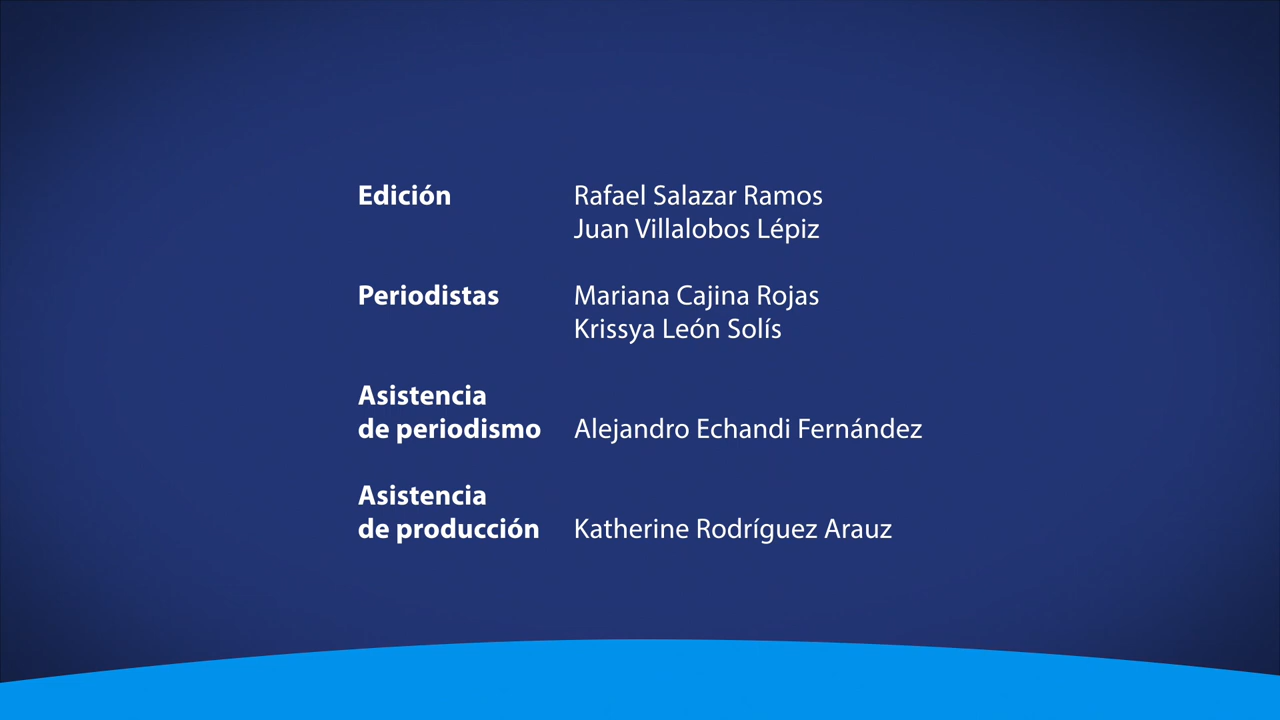 Edición Rafael Salazar Ramos
Juan Villalobos Lépiz
Periodistas Mariana Cajina Rojas
Krissya León Solís
Asistencia
de periodismo Alejandro Echandi Fernández
Asistencia
de producción Katherine Rodríguez Arauz